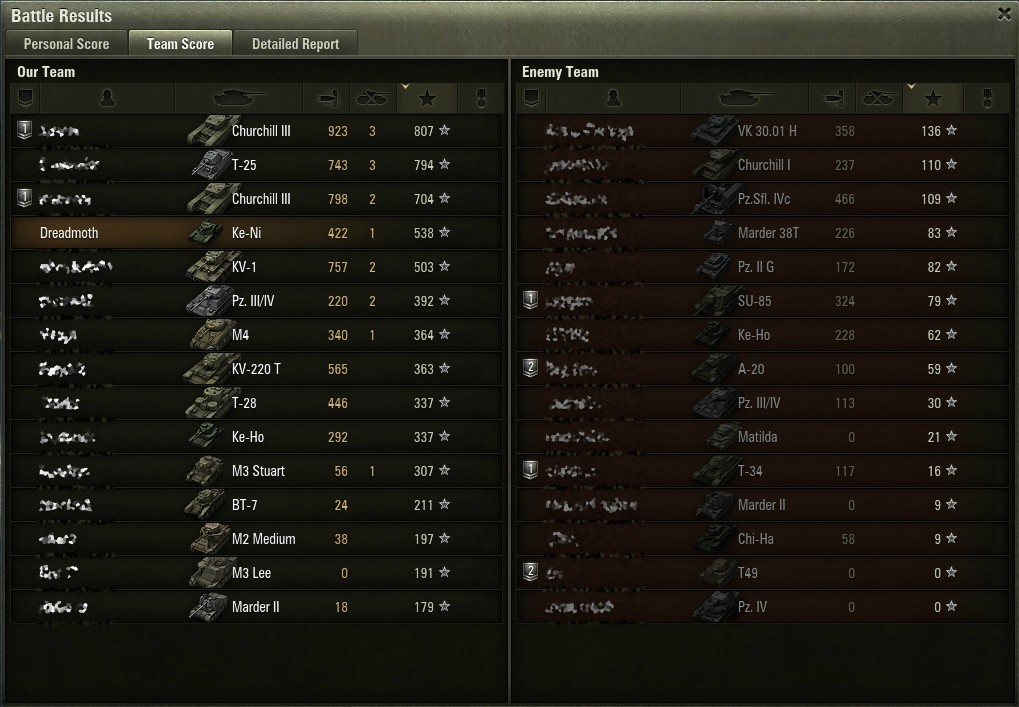 Battle Results
Personal Score Team Score Detailed Report
Our Team
1 Churchill III 923 3 807
T-25 743 3 794
1 Churchill III 798 2 704
Dreadmoth Ke-Ni 422 1 538
KV-1 757 2 503
Pz. III/IV 220 2 392
M4 340 1 364
KV-220 T 565 363
T-28 446 337
Ke-Ho 292 337
M3 Stuart 56 1 307
BT-7 24 211
M2 Medium 38 197
M3 Lee 0 191
Marder II 18 179
Enemy Team
VK 30.01 H 358 136
Churchill I 237 110
Pz.Sfl. IVc 466 109
Marder 38T 226 83
Pz. II G 172 82
1 SU-85 324 79
Ke-Ho 228 62
2 A-20 100 59
Pz. III/IV 113 30
Matilda 0 21
1 T-34 117 16
Marder II 0 9
Chi-Ha 58 9
2 T49 0 0
Pz. IV 0 0